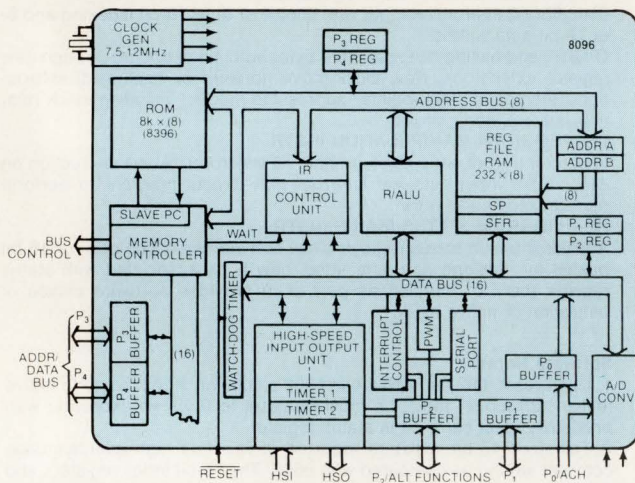 CLOCK
GEN
7.5-12MHz
P3 REG
P4 REG
8096
ROM
8k × (8)
(8396)
ADDRESS BUS (8)
IR
CONTROL
UNIT
R/ALU
REG
FILE
RAM
232 × (8)
SP
SFR
ADDR A
ADDR B
(8)
P1 REG
P2 REG
SLAVE PC
MEMORY
CONTROLLER
WAIT
BUS
CONTROL
DATA BUS (16)
WATCH-DOG TIMER
HIGH-SPEED
INPUT OUTPUT
UNIT
TIMER 1
TIMER 2
INTERRUPT
CONTROL
PWM
SERIAL
PORT
P3
BUFFER
P4
BUFFER
(16)
ADDR/
DATA
BUS
P3
P4
P2
BUFFER
P1
BUFFER
P0
BUFFER
A/D
CONV
RESET
HSI
HSO
P2/ALT FUNCTIONS
P1
P0/ACH